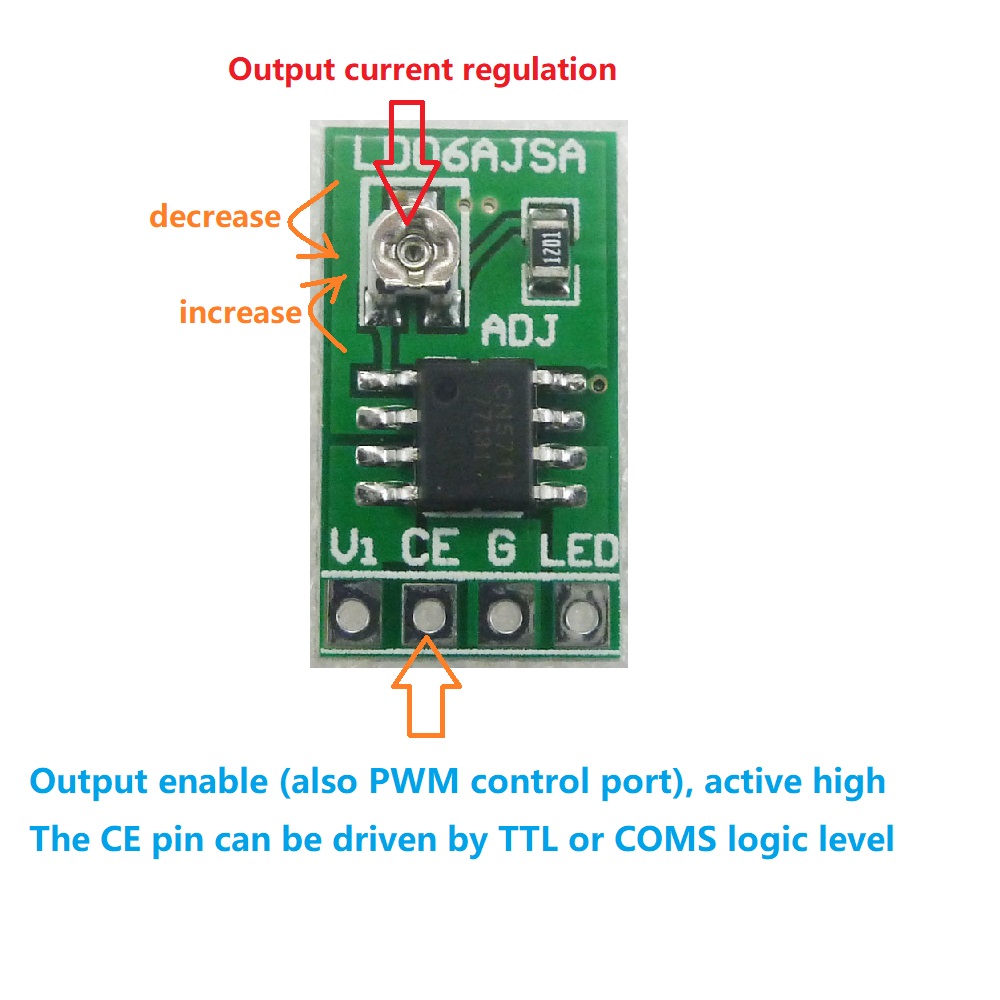 Output current regulation
LD06AJSA
decrease
1201
increase
ADJ
CN5711
V1 CE G LED
Output enable (also PWM control port), active high
The CE pin can be driven by TTL or COMS logic level